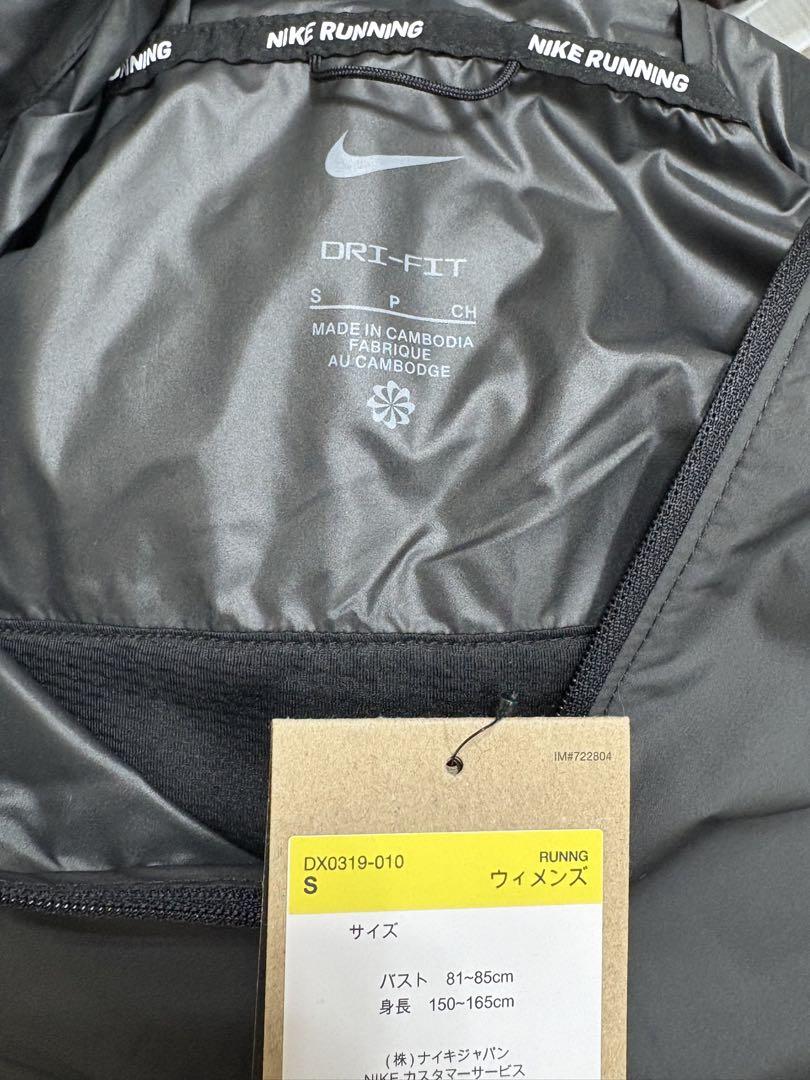 NIKE RUNNING
NIKE RUNNING
DRI-FIT
S P CH
MADE IN CAMBODIA
FABRIQUE
AU CAMBODGE
IM#722804
DX0319-010 RUNNG
S ウィメンズ
サイズ
バスト 81~85cm
身長 150~165cm
(株)ナイキジャパン
NIKE カスタマーサービス